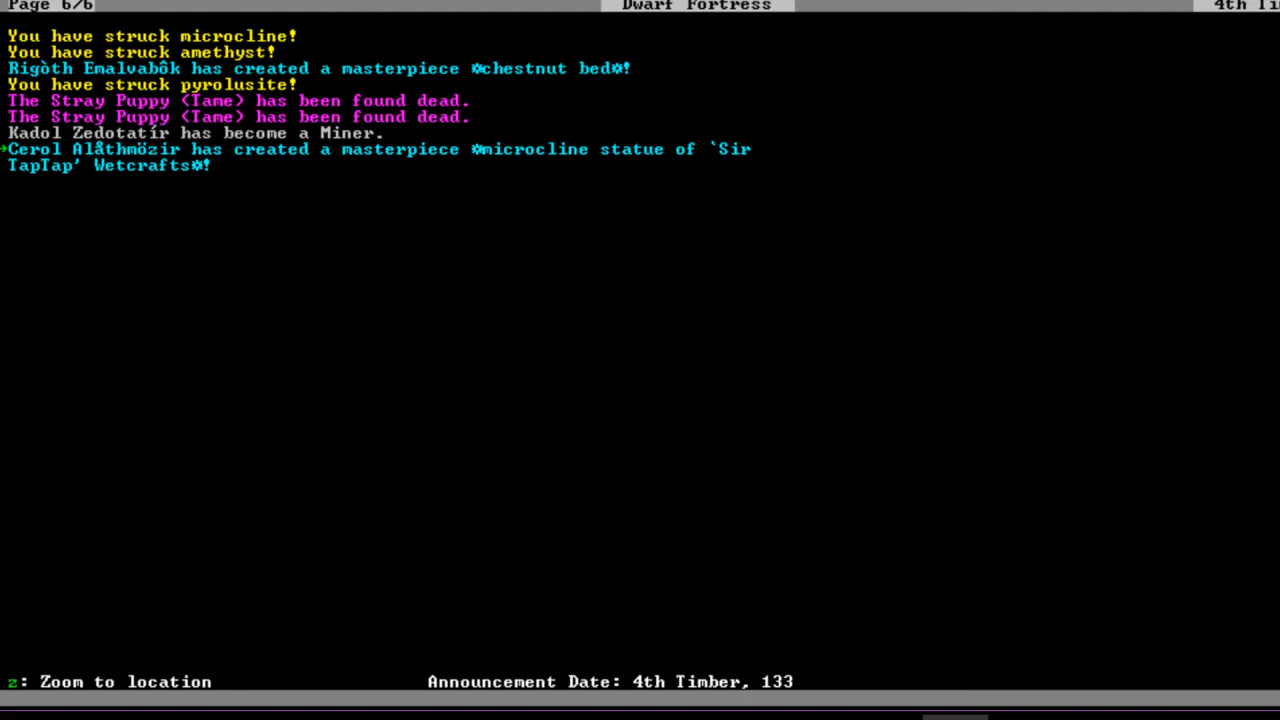 Page 6/6 Dwarf Fortress 4th Ti
You have struck microcline!
You have struck amethyst!
Rigòth Emalvabôk has created a masterpiece ☼chestnut bed☼!
You have struck pyrolusite!
The Stray Puppy (Tame) has been found dead.
The Stray Puppy (Tame) has been found dead.
Kadol Zedotatír has become a Miner.
Cerol Alåthmözir has created a masterpiece ☼microcline statue of `Sir
TapTap' Wetcrafts☼!
z: Zoom to location Announcement Date: 4th Timber, 133